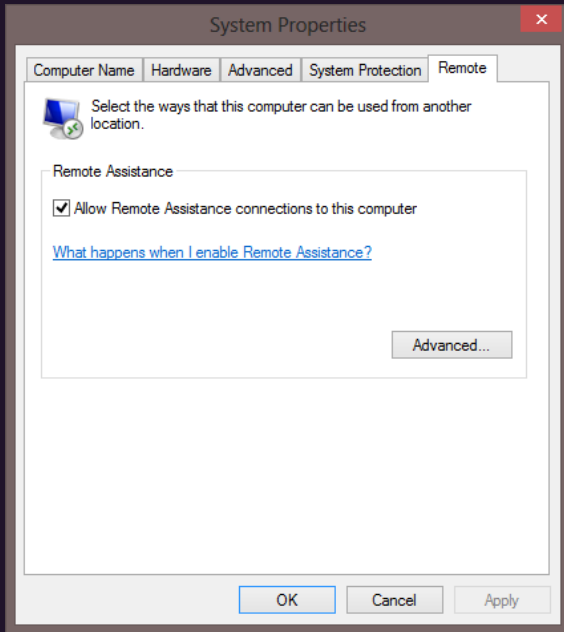 System Properties
Computer Name
Hardware
Advanced
System Protection
Remote
Select the ways that this computer can be used from another
location.
Remote Assistance
Allow Remote Assistance connections to this computer
What happens when I enable Remote Assistance?
Advanced...
OK
Cancel
Apply